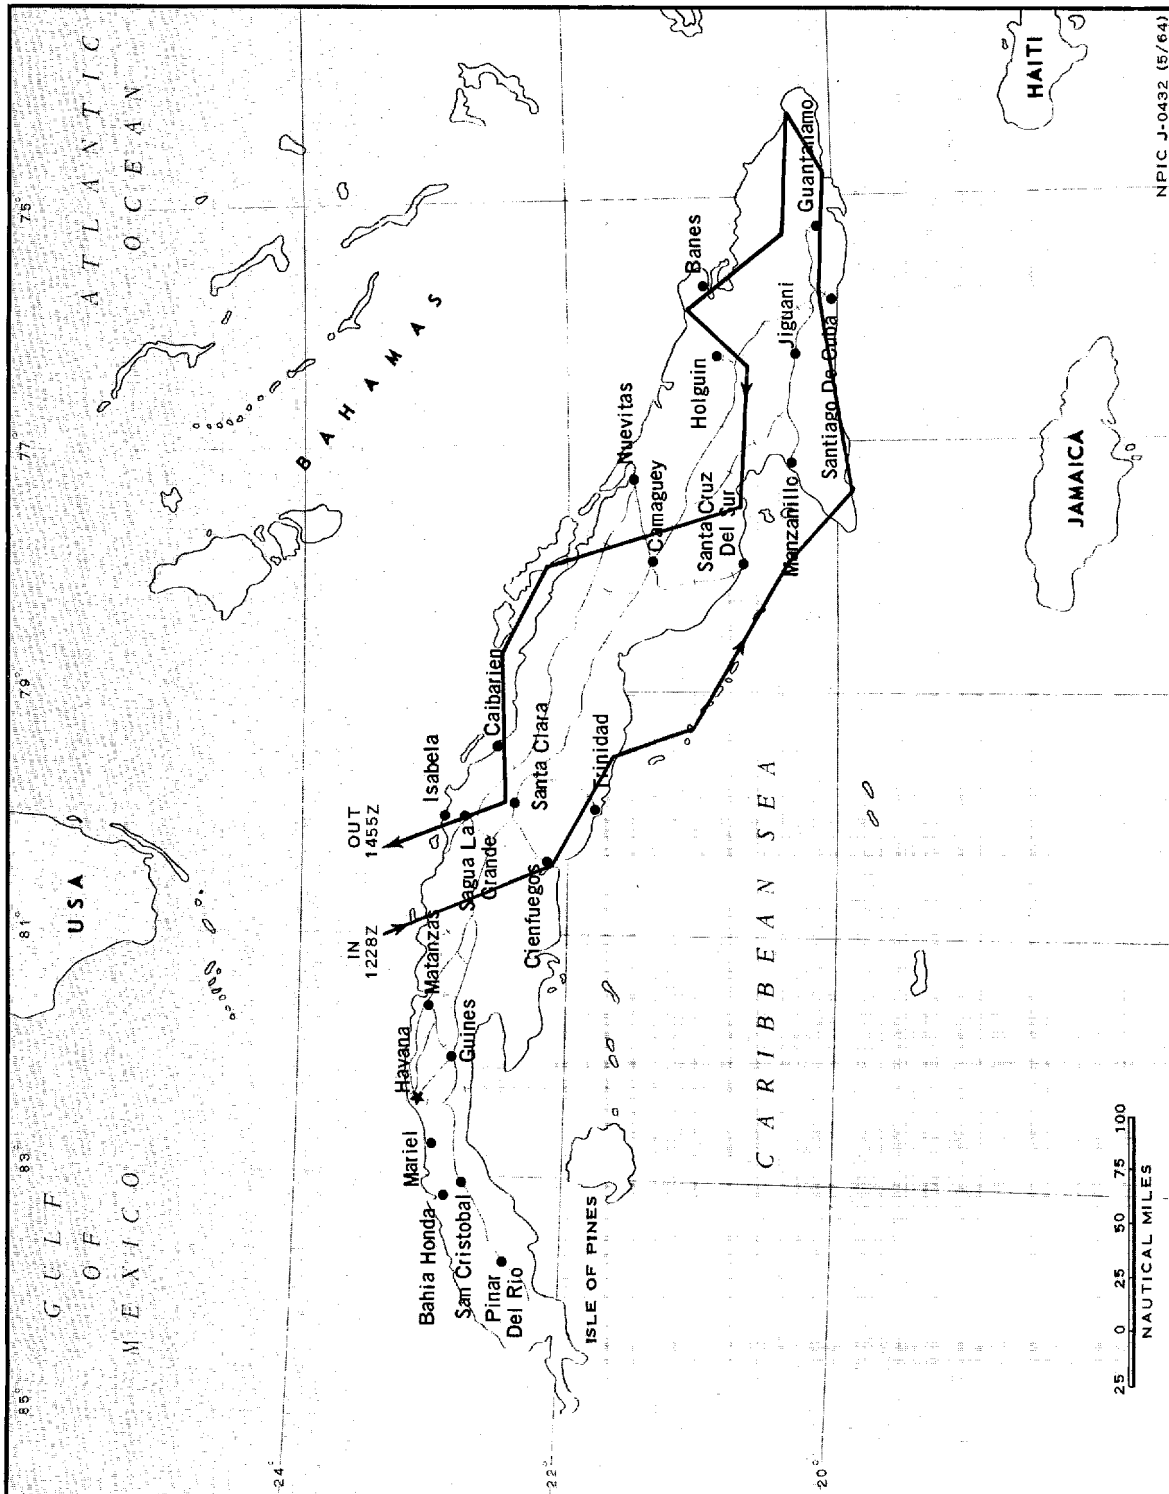 85°
83°
81°
79°
77°
75°
GULF
OF
MEXICO
USA
ATLANTIC
OCEAN
BAHAMAS
24°
22°
20°
IN
1228Z
OUT
1455Z
Havana
Mariel
Bahia Honda
San Cristobal
Pinar
Del Rio
Matanzas
Guines
Isabela
Sagua La
Grande
Cienfuegos
Santa Clara
Caibarien
Trinidad
Nuevitas
Camaguey
Santa Cruz
Del Sur
Manzanillo
Holguin
Banes
Jiguani
Santiago De Cuba
Guantanamo
ISLE OF PINES
CARIBBEAN SEA
JAMAICA
HAITI
25 0 25 50 75 100
NAUTICAL MILES
NPIC J-0432 (5/64)